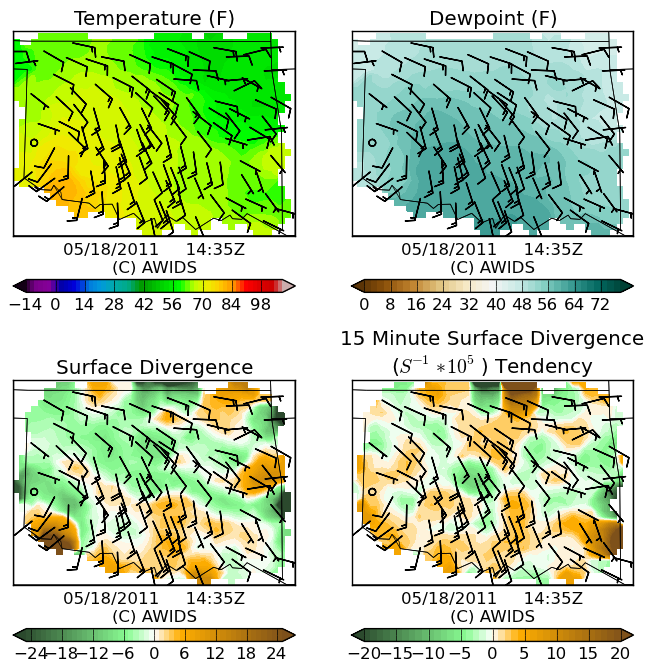 Temperature (F)
Dewpoint (F)
05/18/2011 14:35Z
(C) AWIDS
05/18/2011 14:35Z
(C) AWIDS
−14 0 14 28 42 56 70 84 98
0 8 16 24 32 40 48 56 64 72
Surface Divergence
15 Minute Surface Divergence
(S⁻¹ ∗10⁵ ) Tendency
05/18/2011 14:35Z
(C) AWIDS
05/18/2011 14:35Z
(C) AWIDS
−24 −18 −12 −6 0 6 12 18 24
−20 −15 −10 −5 0 5 10 15 20